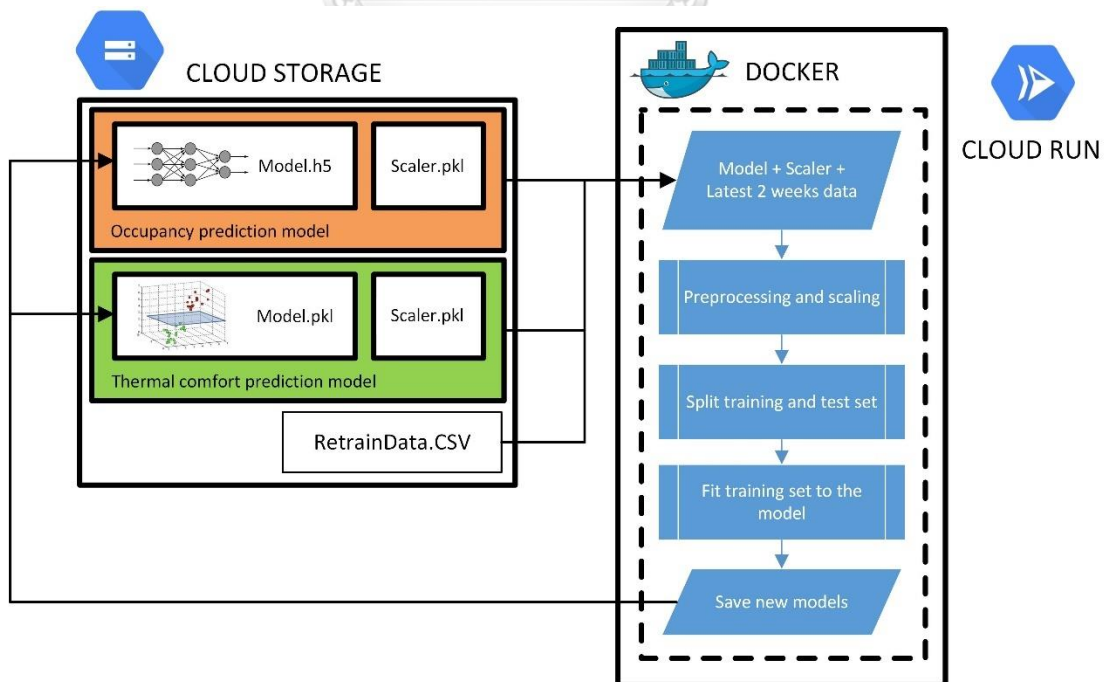 CLOUD STORAGE
Model.h5
Scaler.pkl
Occupancy prediction model
Model.pkl
Scaler.pkl
Thermal comfort prediction model
RetrainData.CSV
DOCKER
Model + Scaler +
Latest 2 weeks data
Preprocessing and scaling
Split training and test set
Fit training set to the
model
Save new models
CLOUD RUN